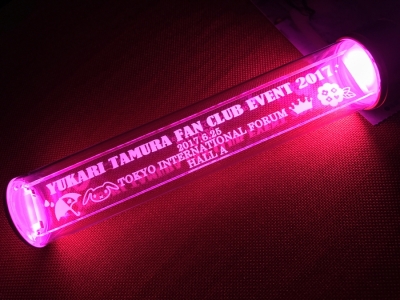 YUKARI TAMURA FAN CLUB EVENT 2017
2017.6.25
TOKYO INTERNATIONAL FORUM
HALL A